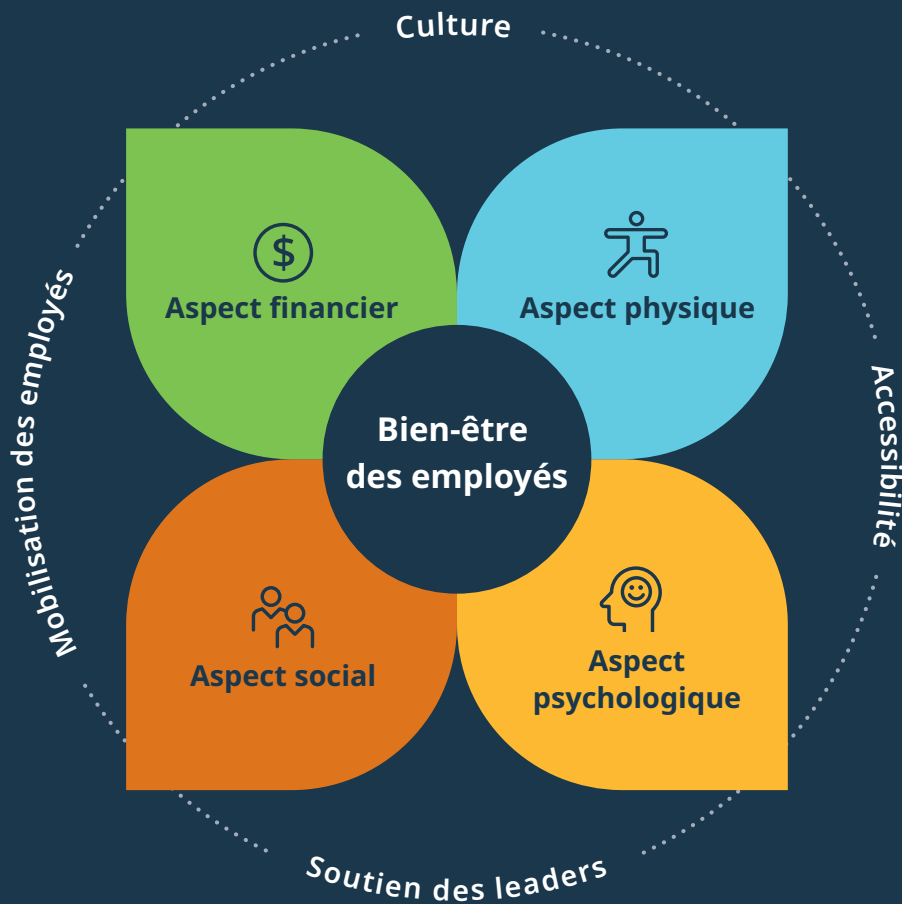 Culture
$
Aspect financier
Aspect physique
Mobilisation des employés
Accessibilité
Bien-être
des employés
Aspect social
Aspect
psychologique
Soutien des leaders